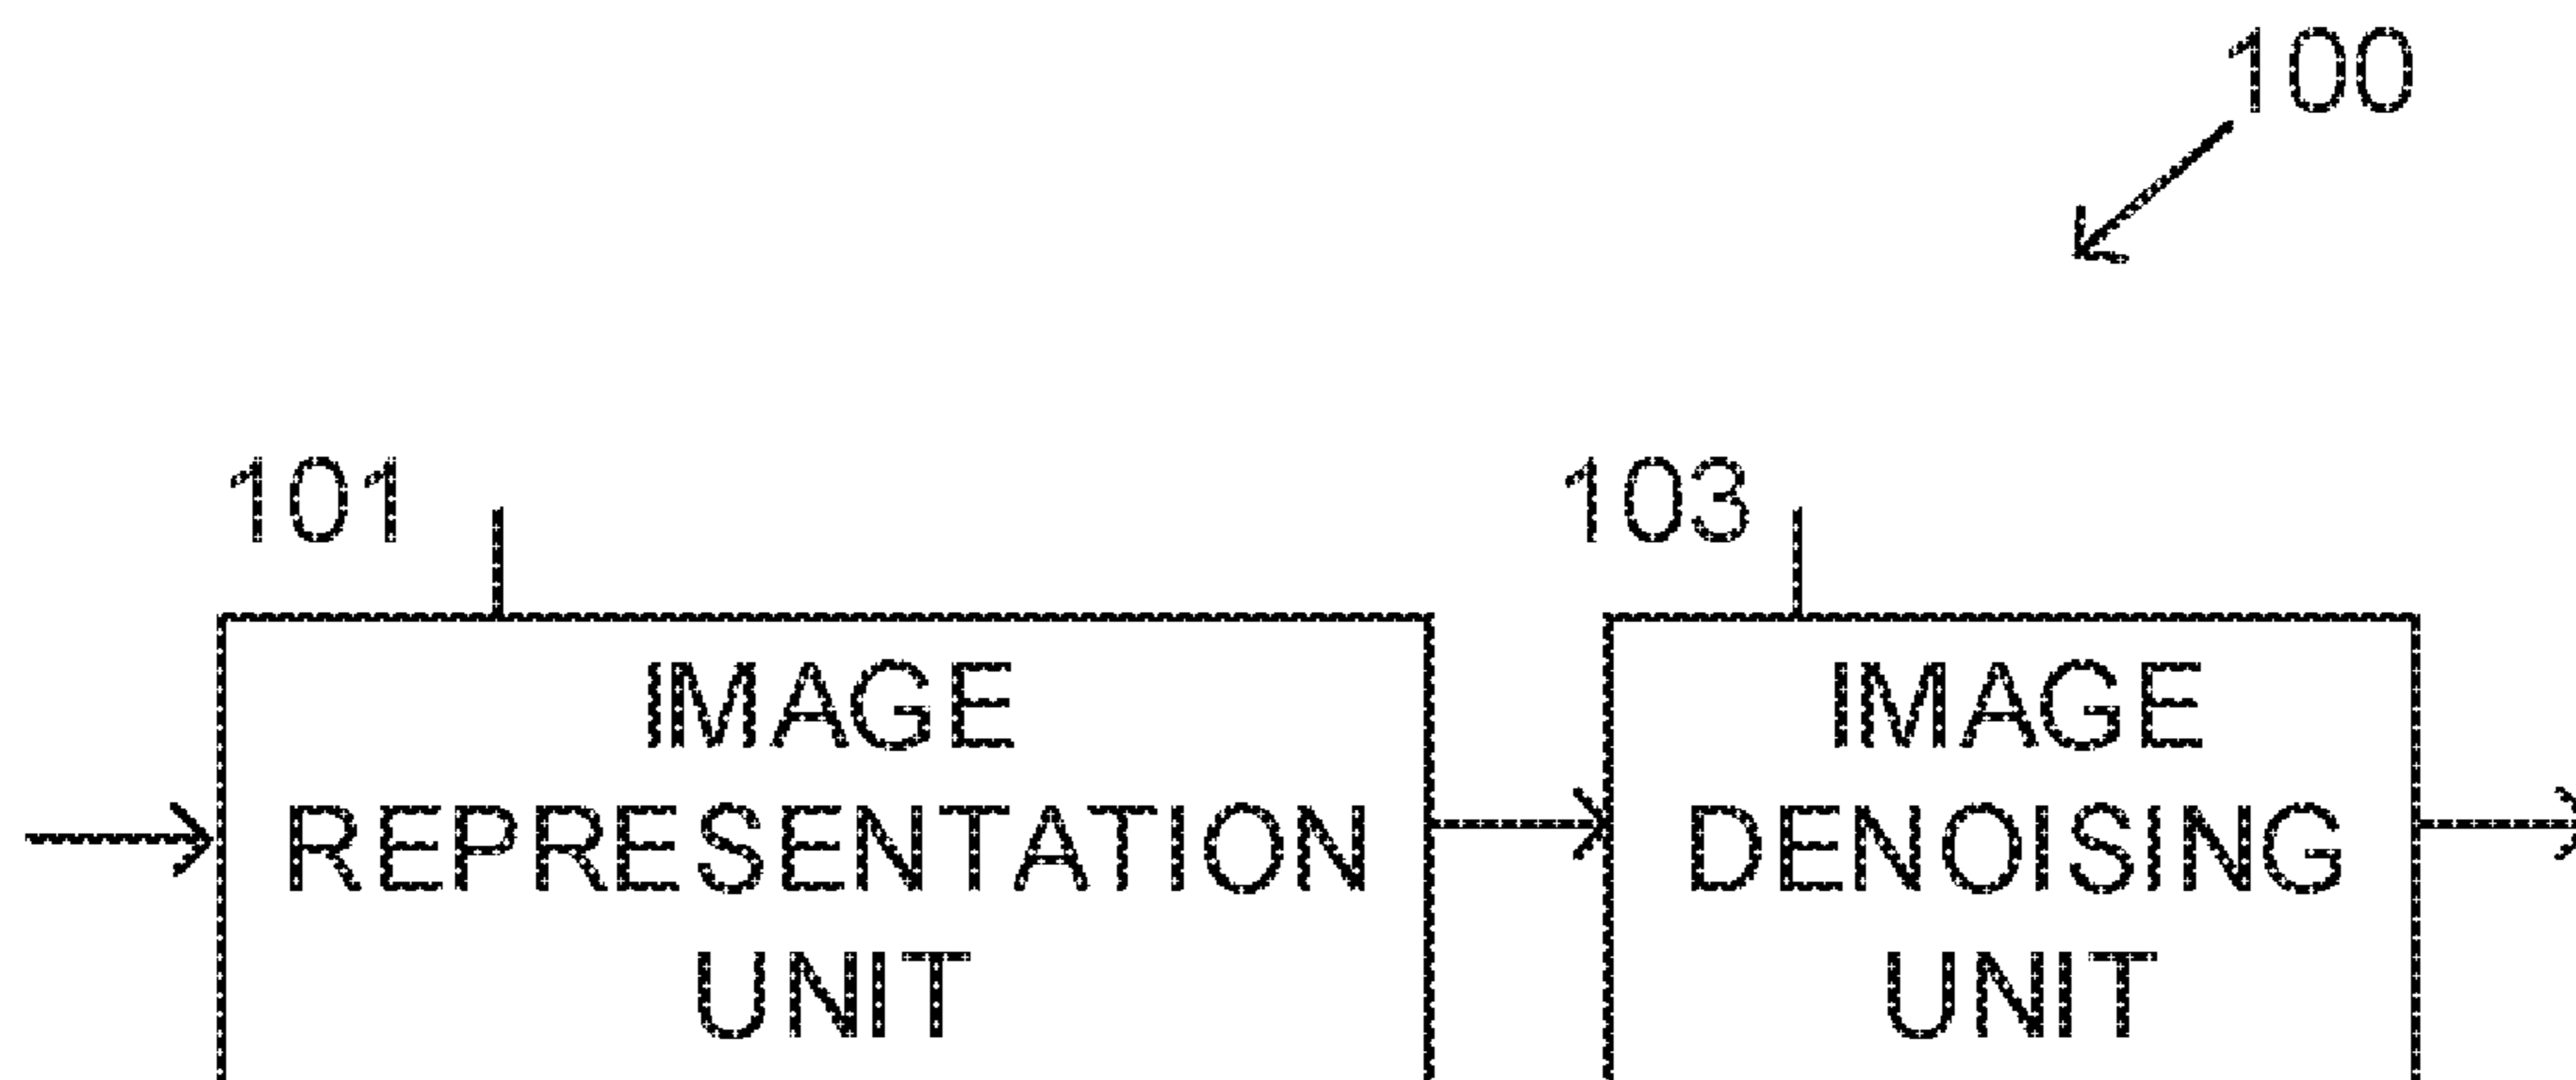 100
101
103
IMAGE
REPRESENTATION
UNIT
IMAGE
DENOISING
UNIT